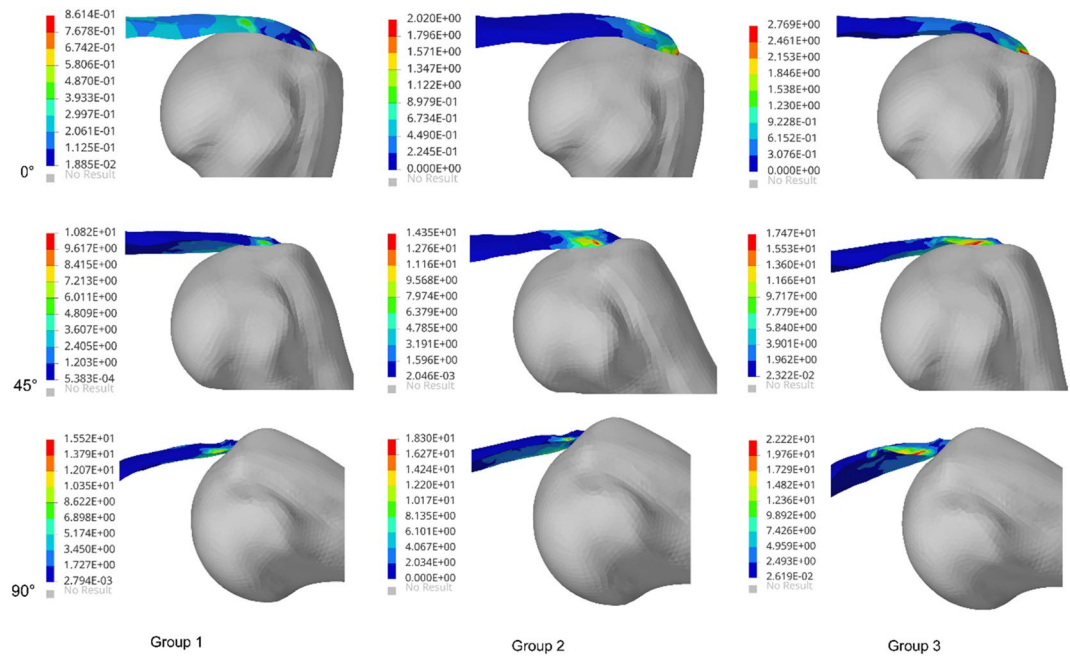 8.614E-01
7.678E-01
6.742E-01
5.806E-01
4.870E-01
3.933E-01
2.997E-01
2.061E-01
1.125E-01
1.885E-02
No Result
2.020E+00
1.796E+00
1.571E+00
1.347E+00
1.122E+00
8.979E-01
6.734E-01
4.490E-01
2.245E-01
0.000E+00
No Result
2.769E+00
2.461E+00
2.153E+00
1.846E+00
1.538E+00
1.230E+00
9.228E-01
6.152E-01
3.076E-01
0.000E+00
No Result
0°
1.082E+01
9.617E+00
8.415E+00
7.213E+00
6.011E+00
4.809E+00
3.607E+00
2.405E+00
1.203E+00
5.383E-04
No Result
1.435E+01
1.276E+01
1.116E+01
9.568E+00
7.974E+00
6.379E+00
4.785E+00
3.191E+00
1.596E+00
2.046E-03
No Result
1.747E+01
1.553E+01
1.360E+01
1.166E+01
9.717E+00
7.779E+00
5.840E+00
3.901E+00
1.962E+00
2.322E-02
No Result
45°
1.552E+01
1.379E+01
1.207E+01
1.035E+01
8.622E+00
6.898E+00
5.174E+00
3.450E+00
1.727E+00
2.794E-03
No Result
1.830E+01
1.627E+01
1.424E+01
1.220E+01
1.017E+01
8.135E+00
6.101E+00
4.067E+00
2.034E+00
0.000E+00
No Result
2.222E+01
1.976E+01
1.729E+01
1.482E+01
1.236E+01
9.892E+00
7.426E+00
4.959E+00
2.493E+00
2.619E-02
No Result
90°
Group 1
Group 2
Group 3